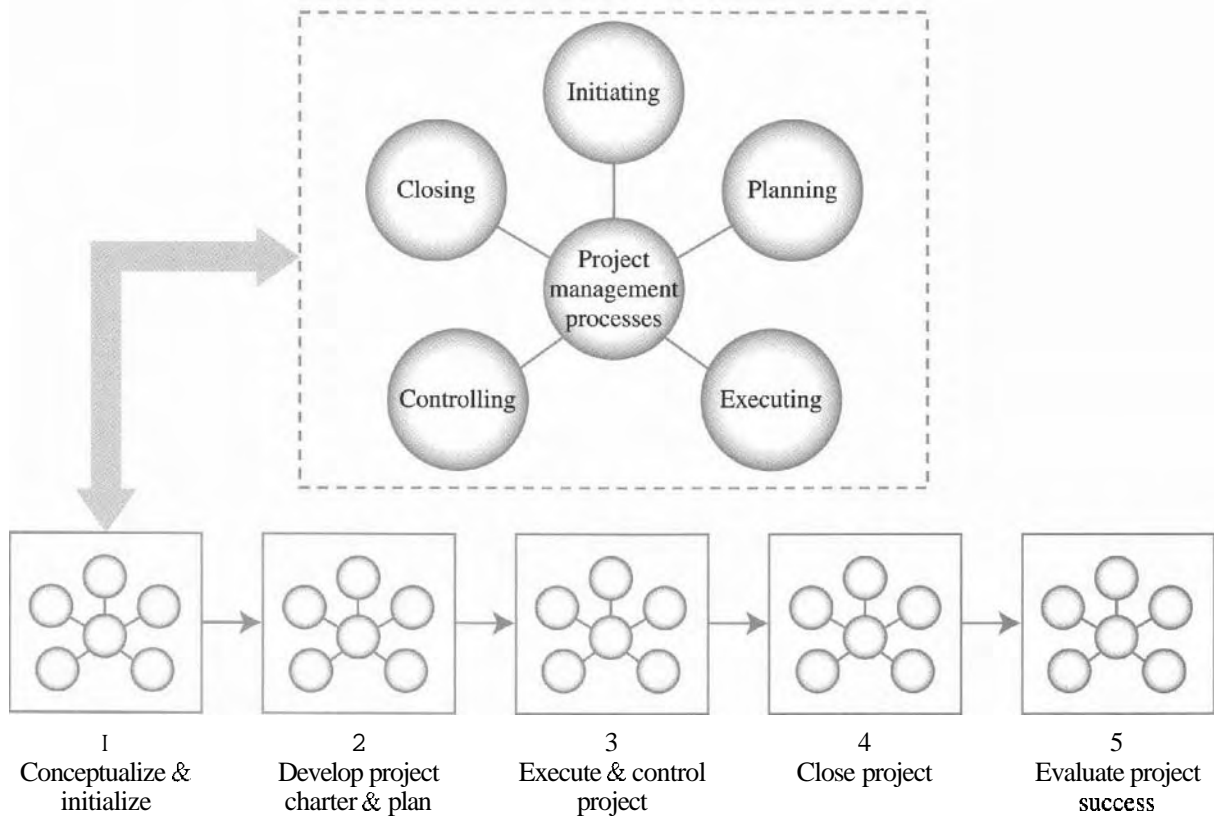 Initiating
Closing
Planning
Project
management
processes
Controlling
Executing
I
Conceptualize &
initialize
2
Develop project
charter & plan
3
Execute & control
project
4
Close project
5
Evaluate project
success